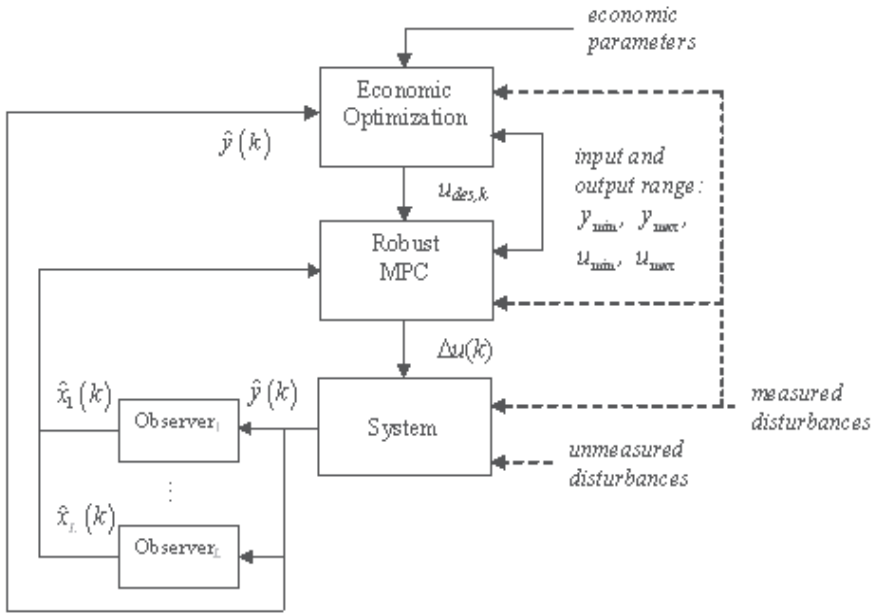 economic
parameters
Economic
Optimization
ŷ(k)
u_des,k
input and
output range:
y_min, y_max,
u_min, u_max
Robust
MPC
Δu(k)
x̂₁(k)
ŷ(k)
Observer₁
System
measured
disturbances
unmeasured
disturbances
⋮
x̂_L(k)
Observer_L